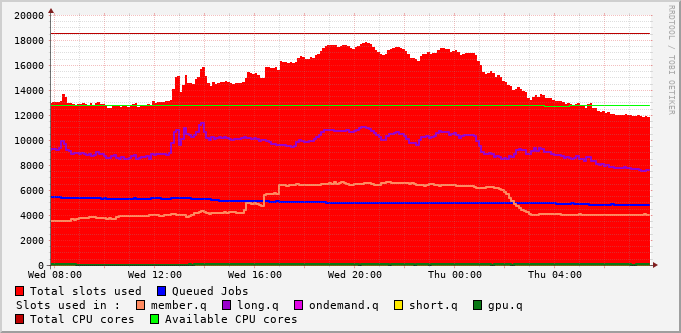 20000
18000
16000
14000
12000
10000
8000
6000
4000
2000
0
Wed 08:00 Wed 12:00 Wed 16:00 Wed 20:00 Thu 00:00 Thu 04:00
Total slots used Queued Jobs
Slots used in : member.q long.q ondemand.q short.q gpu.q
Total CPU cores Available CPU cores
RRDTOOL / TOBI OETIKER